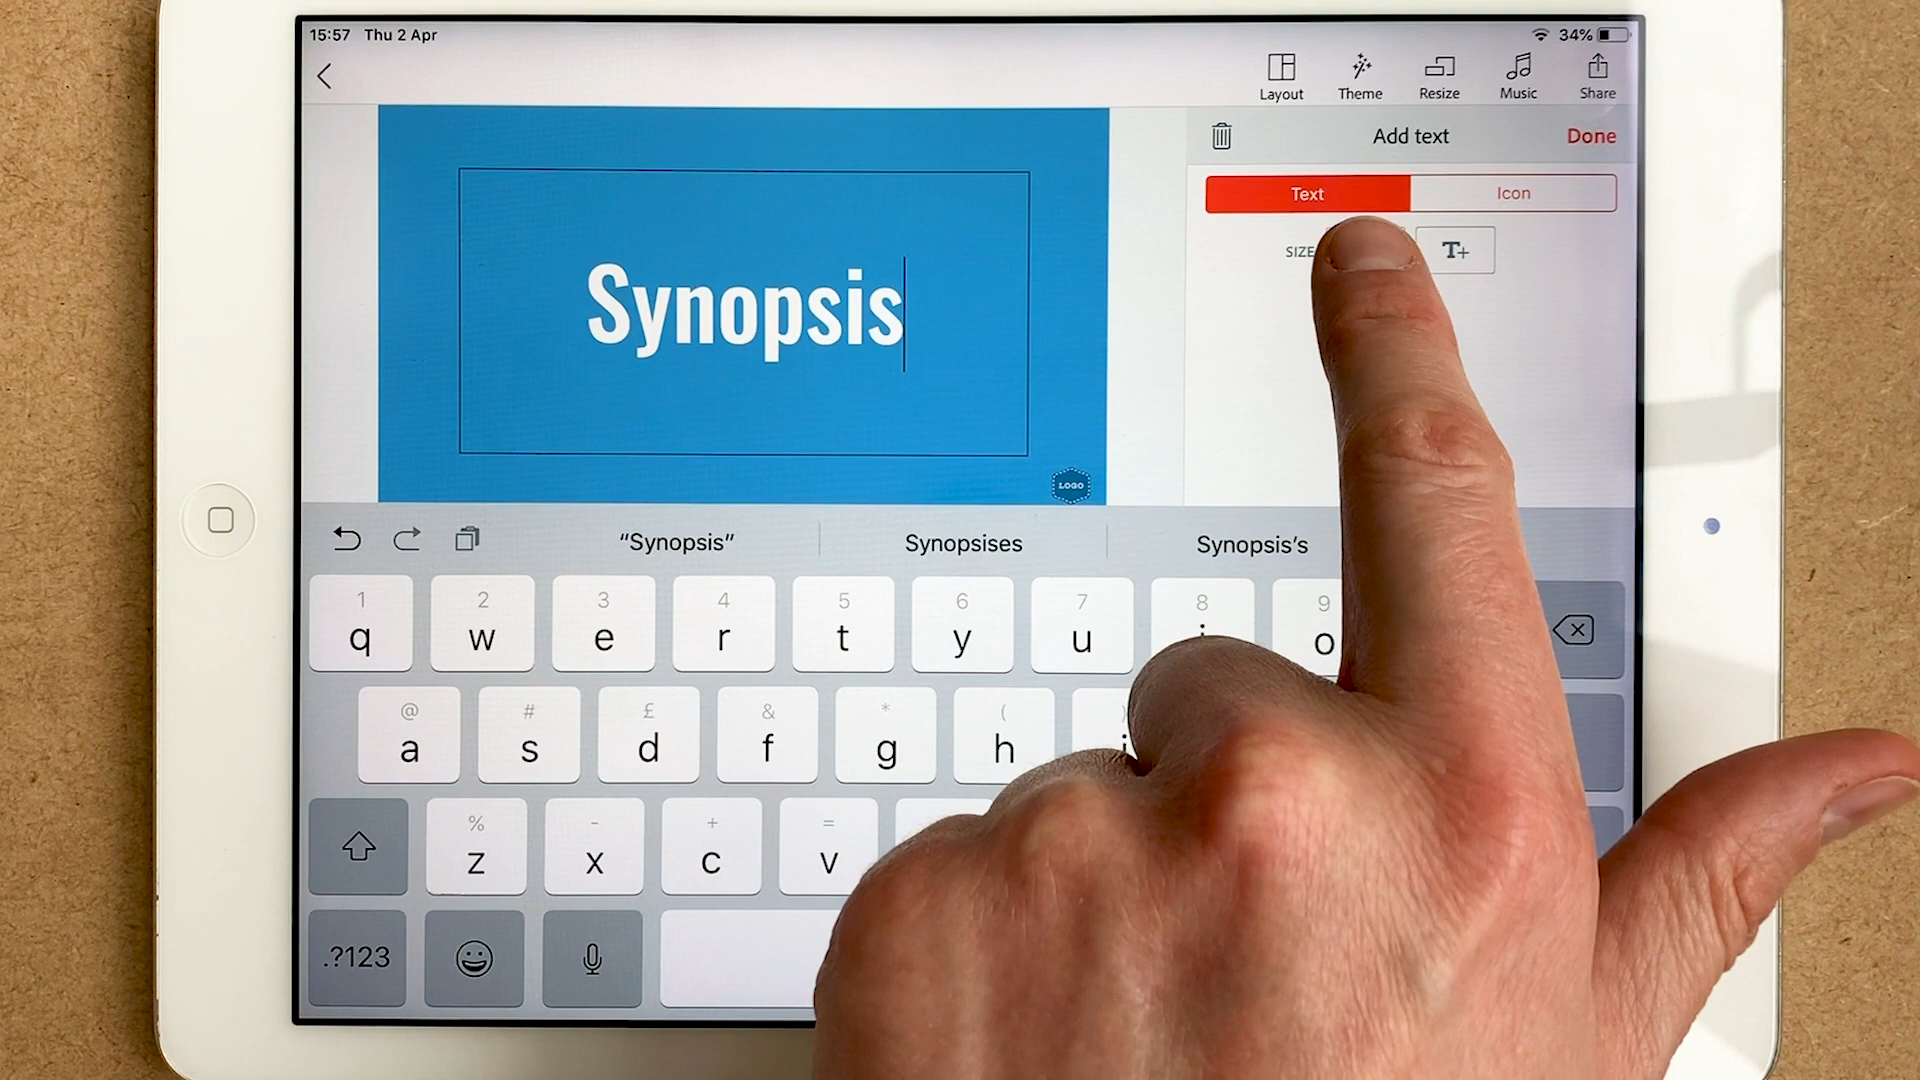 15:57 Thu 2 Apr
34%
Layout Theme Resize Music Share
Add text Done
Text Icon
SIZE T+
Synopsis
LOGO
“Synopsis” Synopsises Synopsis's
1 2 3 4 5 6 7 8 9
q w e r t y u i o
@ # £ & * ( )
a s d f g h j
% - + =
z x c v
.?123